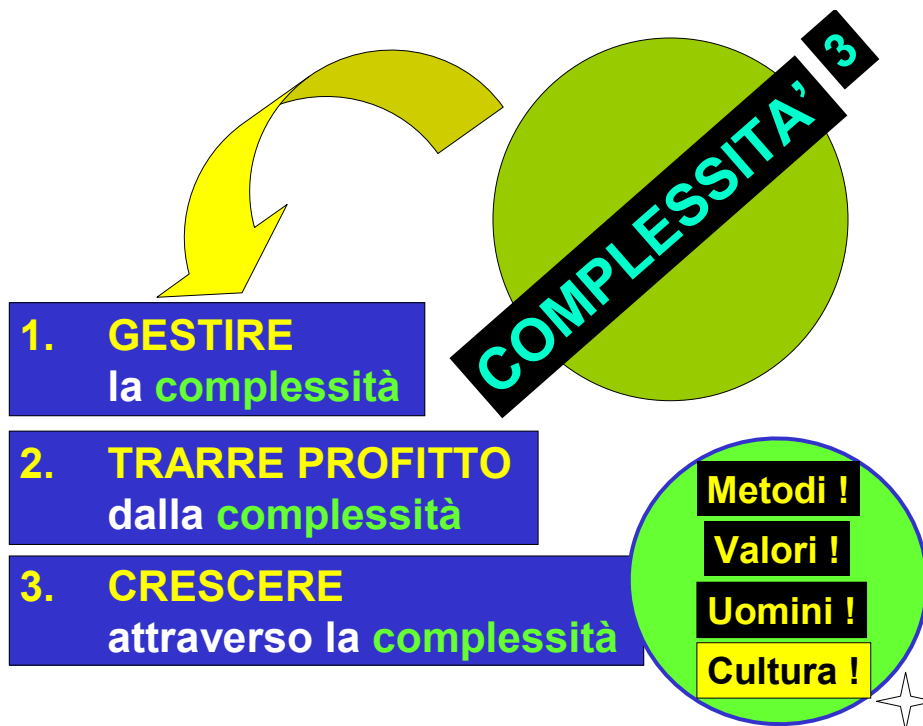 COMPLESSITA’ 3
1. GESTIRE
la complessità
2. TRARRE PROFITTO
dalla complessità
3. CRESCERE
attraverso la complessità
Metodi !
Valori !
Uomini !
Cultura !